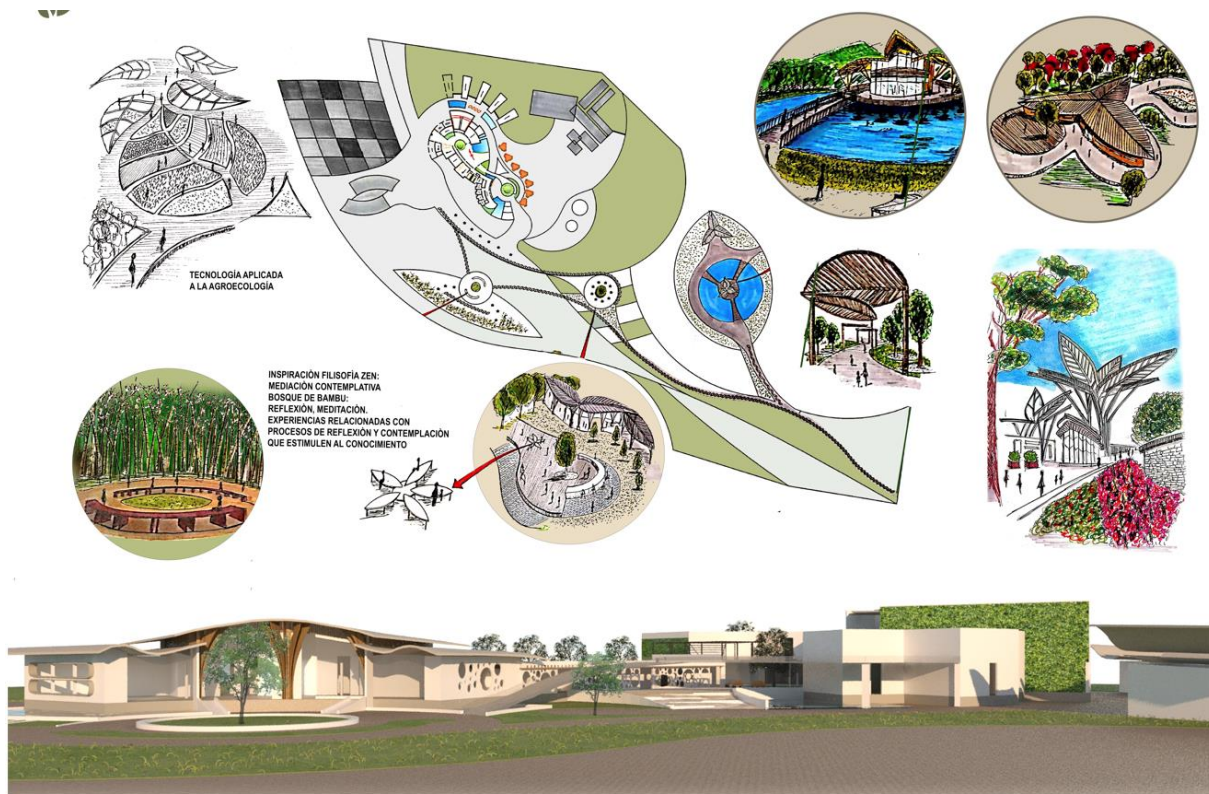 TECNOLOGÍA APLICADA
A LA AGROECOLOGÍA
INSPIRACIÓN FILISOFÍA ZEN:
MEDIACIÓN CONTEMPLATIVA
BOSQUE DE BAMBU:
REFLEXIÓN, MEDITACIÓN.
EXPERIENCIAS RELACIONADAS CON
PROCESOS DE REFLEXIÓN Y CONTEMPLACIÓN
QUE ESTIMULEN AL CONOCIMIENTO